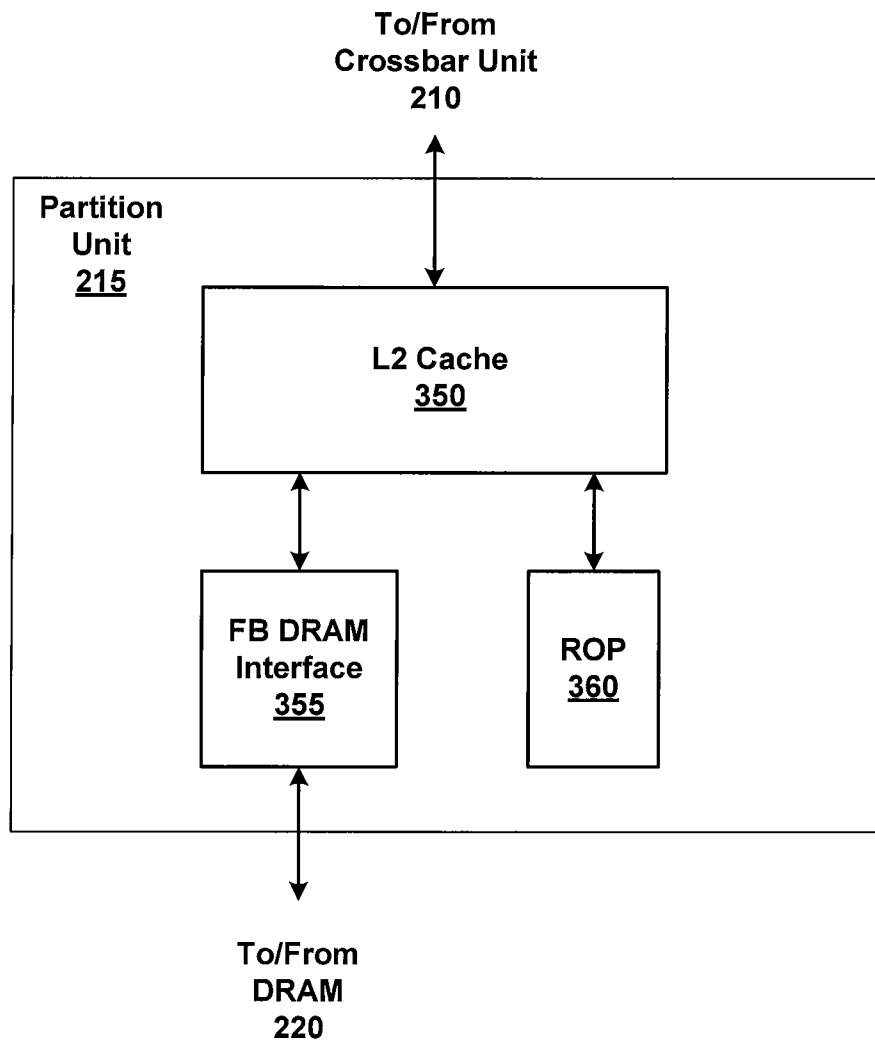 To/From
Crossbar Unit
210
Partition
Unit
215
L2 Cache
350
FB DRAM
Interface
355
ROP
360
To/From
DRAM
220